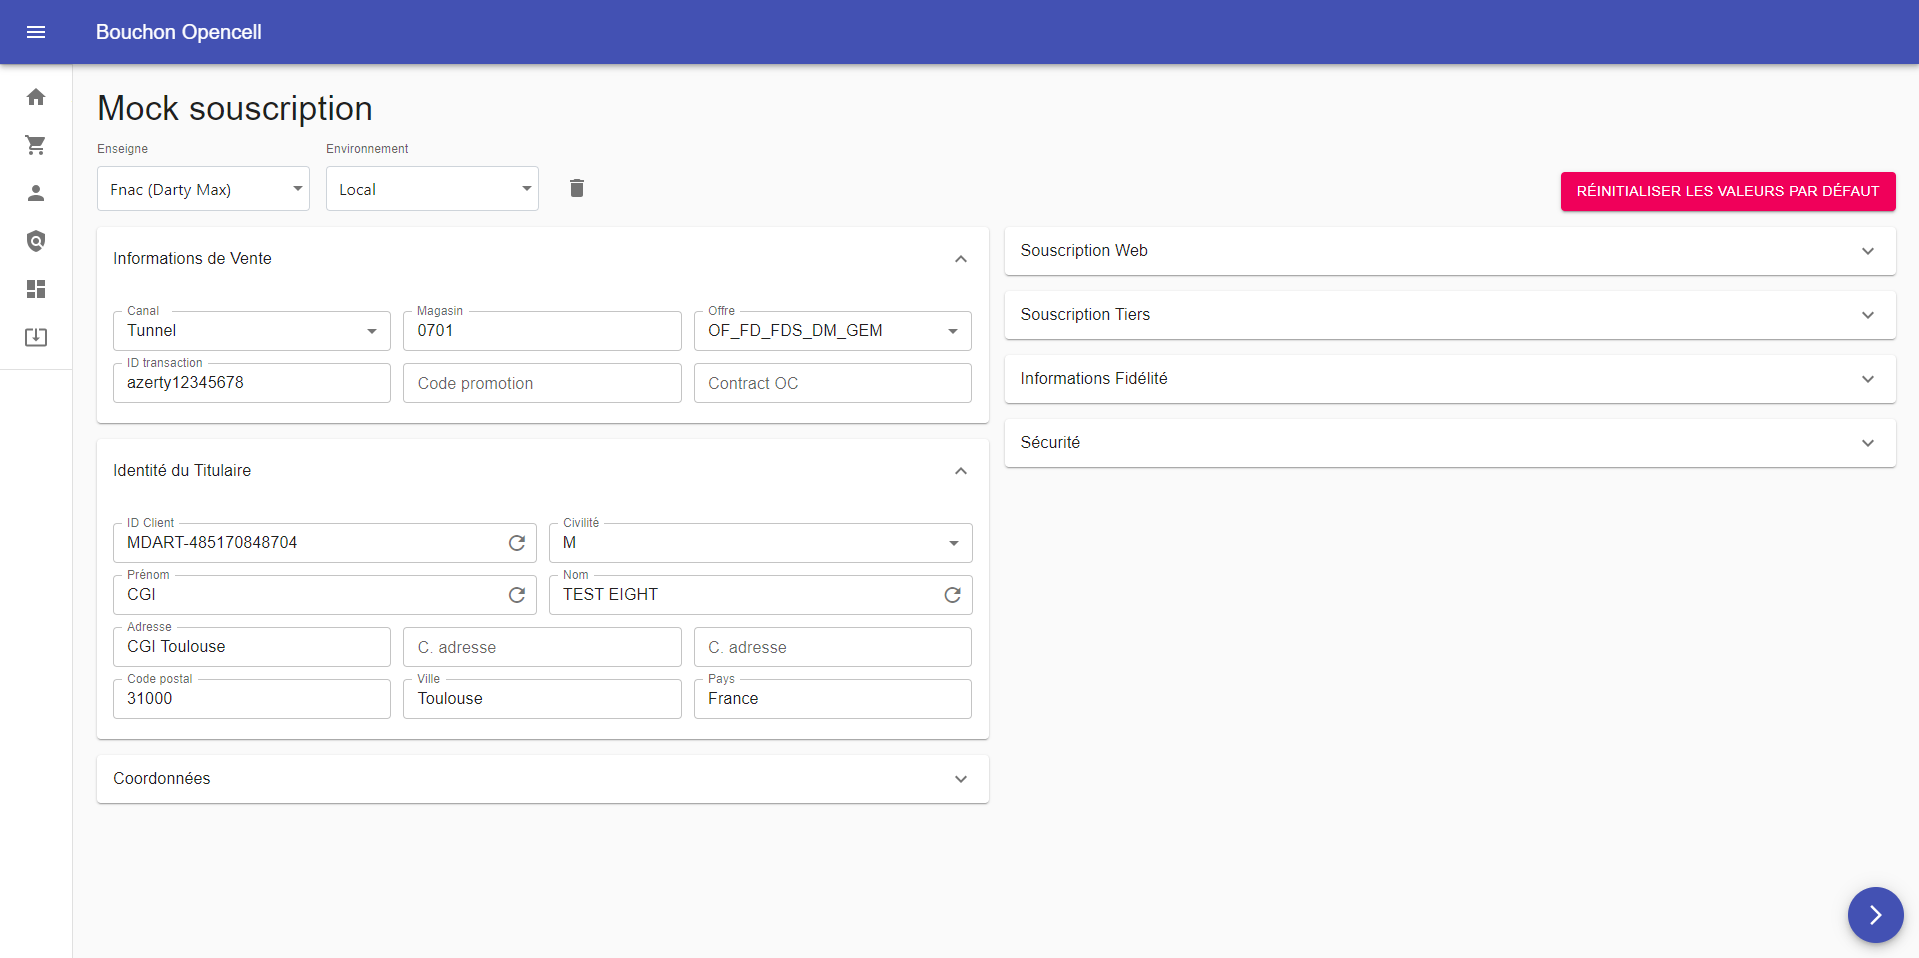 Bouchon Opencell
Mock souscription
Enseigne
Environnement
Fnac (Darty Max)
Local
RÉINITIALISER LES VALEURS PAR DÉFAUT
Informations de Vente
Canal
Tunnel
Magasin
0701
Offre
OF_FD_FDS_DM_GEM
ID transaction
azerty12345678
Code promotion
Contract OC
Identité du Titulaire
ID Client
MDART-485170848704
Civilité
M
Prénom
CGI
Nom
TEST EIGHT
Adresse
CGI Toulouse
C. adresse
C. adresse
Code postal
31000
Ville
Toulouse
Pays
France
Coordonnées
Souscription Web
Souscription Tiers
Informations Fidélité
Sécurité